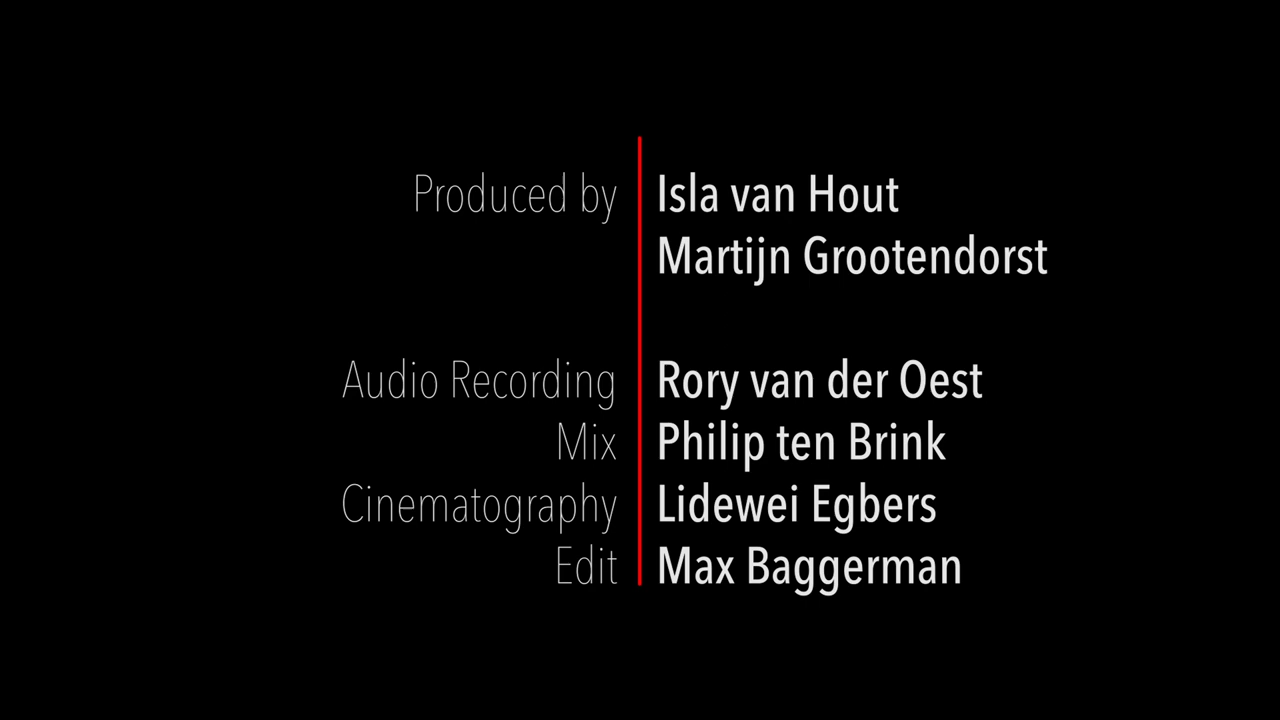 Produced by Isla van Hout
Martijn Grootendorst
Audio Recording Rory van der Oest
Mix Philip ten Brink
Cinematography Lidewei Egbers
Edit Max Baggerman